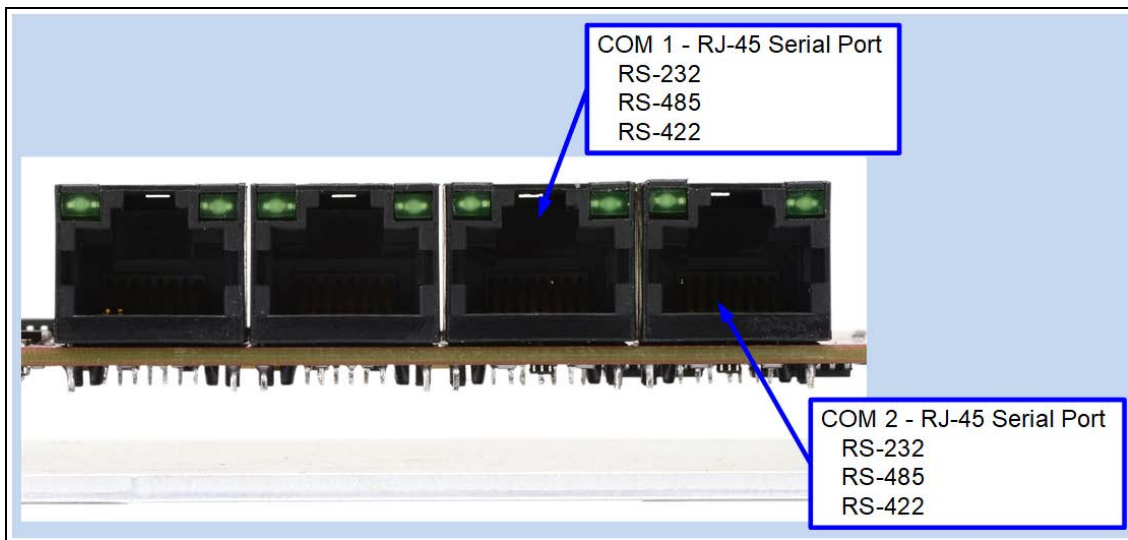 COM 1 - RJ-45 Serial Port
RS-232
RS-485
RS-422
COM 2 - RJ-45 Serial Port
RS-232
RS-485
RS-422